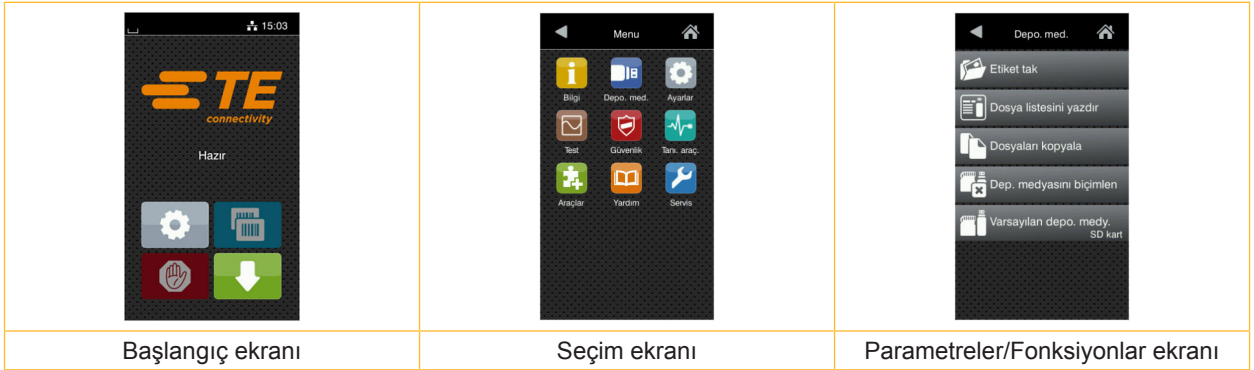 15:03
TE
connectivity
Hazır
Başlangıç ekranı
Menu
Bilgi
Depo. med.
Ayarlar
Test
Güvenlik
Tanı. araç.
Araçlar
Yardım
Servis
Seçim ekranı
Depo. med.
Etiket tak
Dosya listesini yazdır
Dosyaları kopyala
Dep. medyasını biçimlen
Varsayılan depo. medy.
SD kart
Parametreler/Fonksiyonlar ekranı